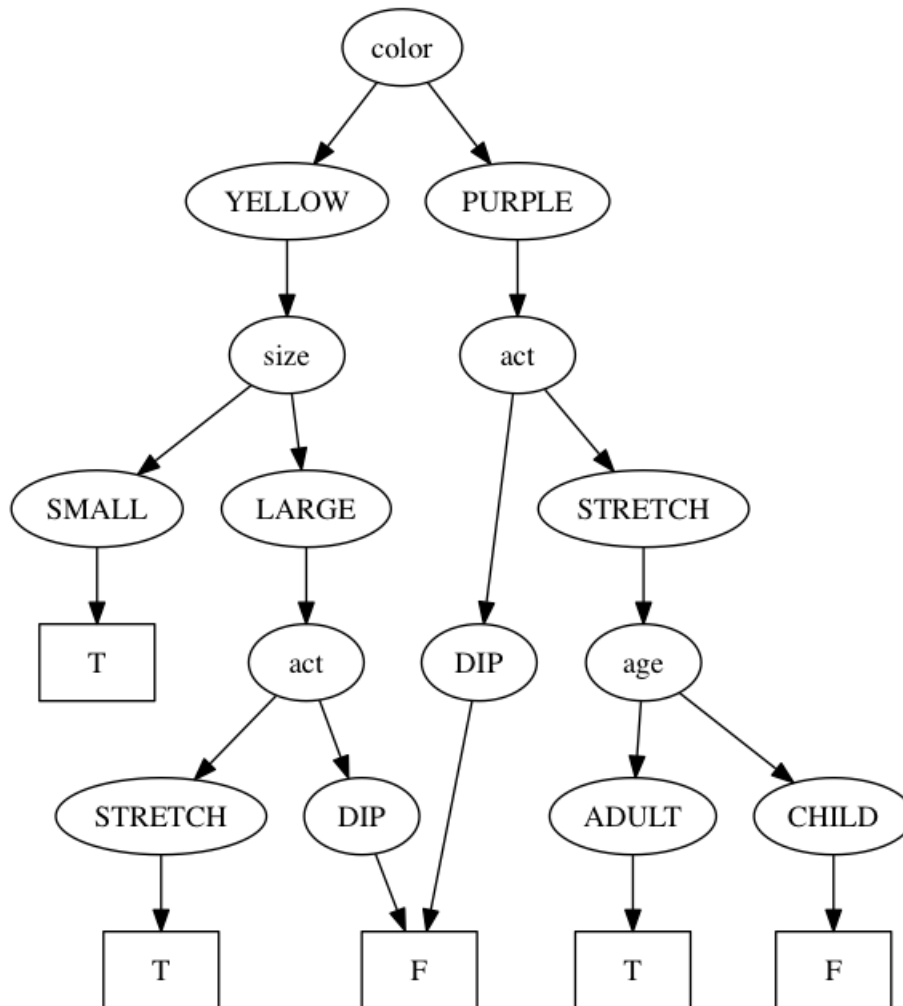 color
YELLOW PURPLE
size act
SMALL LARGE STRETCH
T act DIP age
STRETCH DIP ADULT CHILD
T F T F